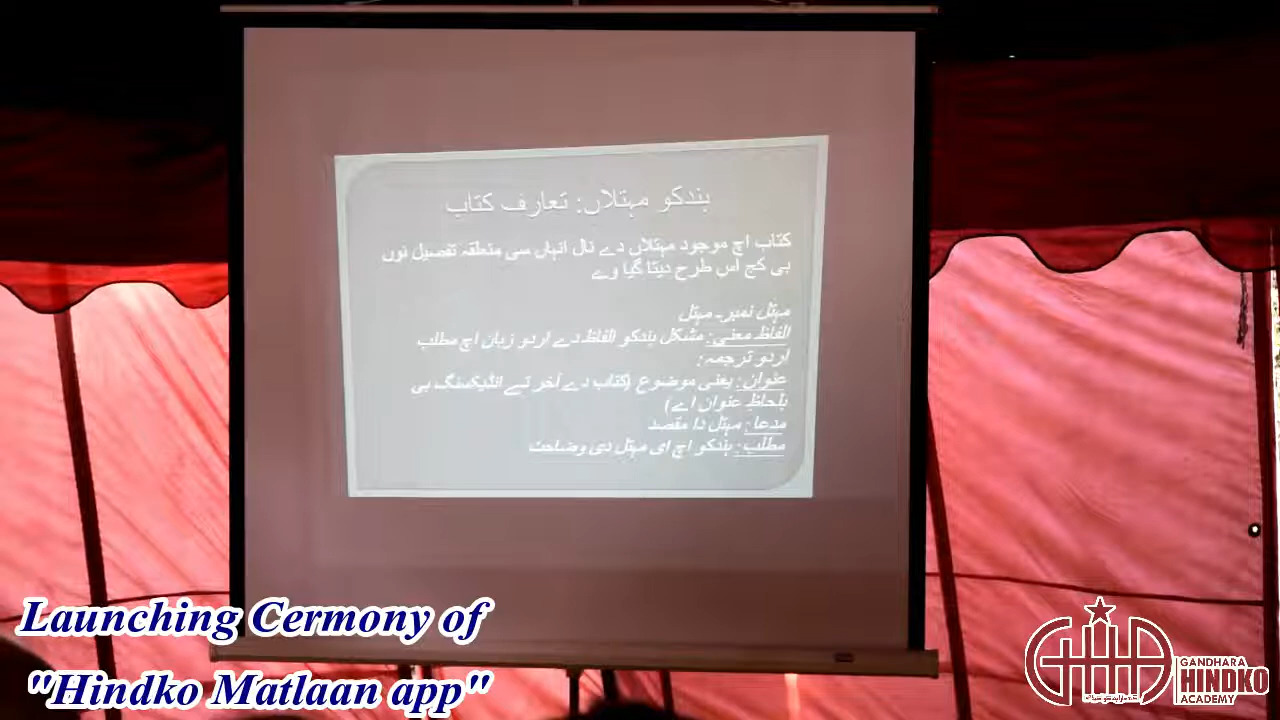 ہندکو مہتلاں: تعارف کتاب
کتاب اچ موجود مہتلاں دے نال انہاں سی منطقہ تفصیل نوں
بی کج اس طرح دیتا گیا وے
مہتل نمبر۔ مہتل
الفاظ معنی: مشکل ہندکو الفاظ دے اردو زبان اچ مطلب
اردو ترجمہ:
عنوان: یعنی موضوع (کتاب دے آخر تے انڈیکسنگ بی
بلحاظِ عنوان اے)
مدعا: مہتل دا مقصد
مطلب: ہندکو اچ ای مہتل دی وضاحت
Launching Cermony of
"Hindko Matlaan app"
GANDHARA
HINDKO
ACADEMY